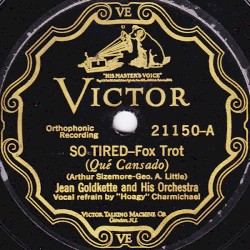 VE
"HIS MASTER'S VOICE"
VICTOR
Orthophonic
Recording
21150-A
SO TIRED—Fox Trot
(Qué Cansado)
(Arthur Sizemore-Geo. A. Little)
Jean Goldkette and His Orchestra
Vocal refrain by "Hoagy" Charmichael
VICTOR TALKING MACHINE CO.
Camden, N.J.
VE